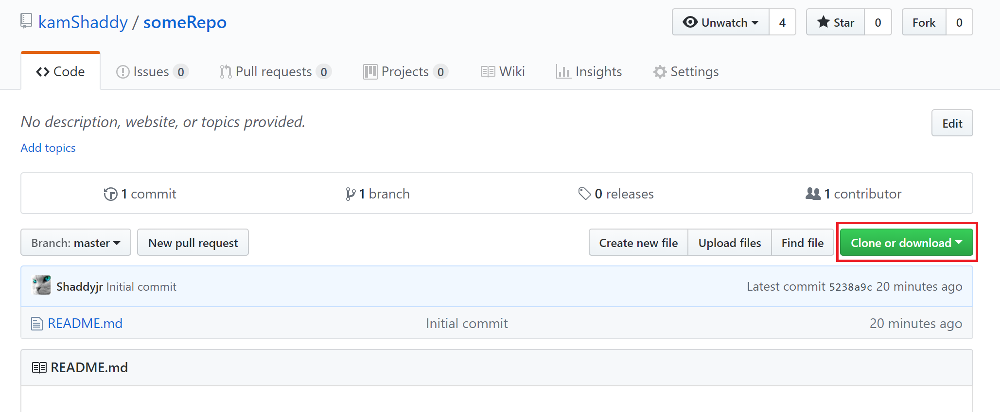 kamShaddy / someRepo
Unwatch 4 Star 0 Fork 0
Code Issues 0 Pull requests 0 Projects 0 Wiki Insights Settings
No description, website, or topics provided.
Edit
Add topics
1 commit 1 branch 0 releases 1 contributor
Branch: master New pull request Create new file Upload files Find file Clone or download
Shaddyjr Initial commit Latest commit 5238a9c 20 minutes ago
README.md Initial commit 20 minutes ago
README.md